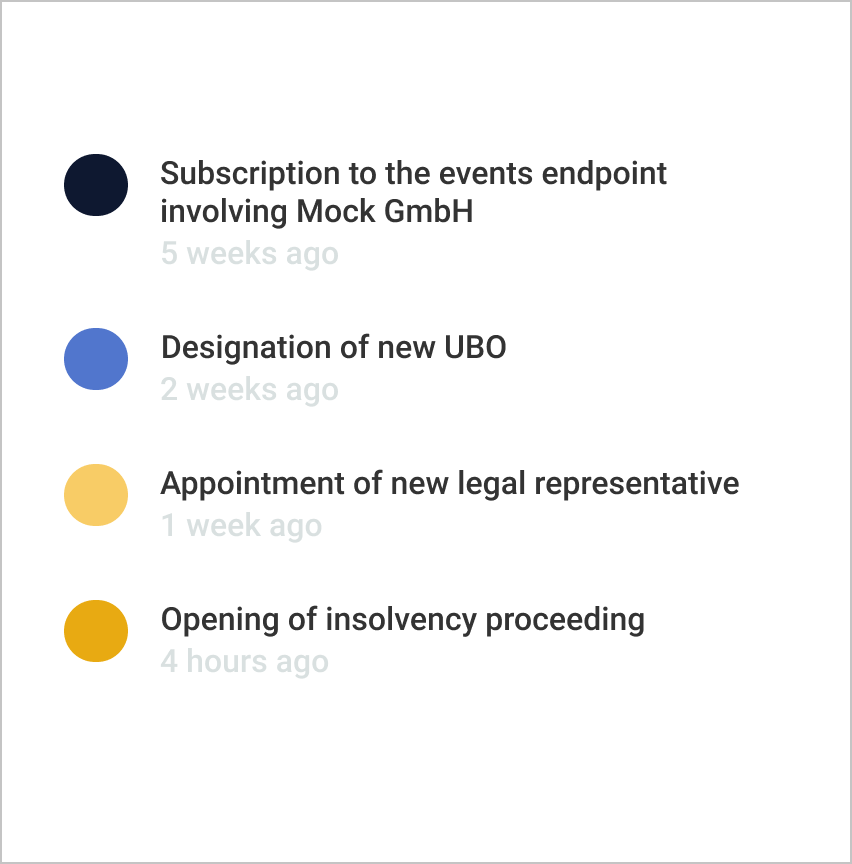 Subscription to the events endpoint
involving Mock GmbH
5 weeks ago
Designation of new UBO
2 weeks ago
Appointment of new legal representative
1 week ago
Opening of insolvency proceeding
4 hours ago